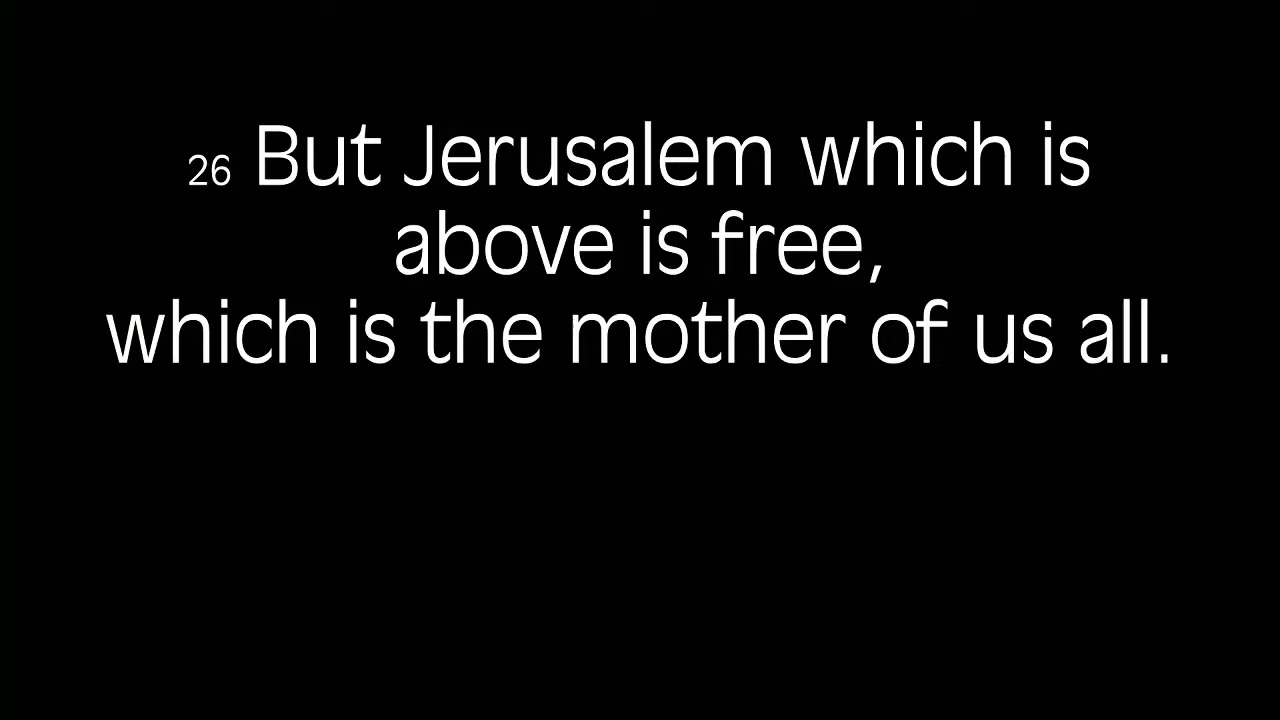 26 But Jerusalem which is
above is free,
which is the mother of us all.